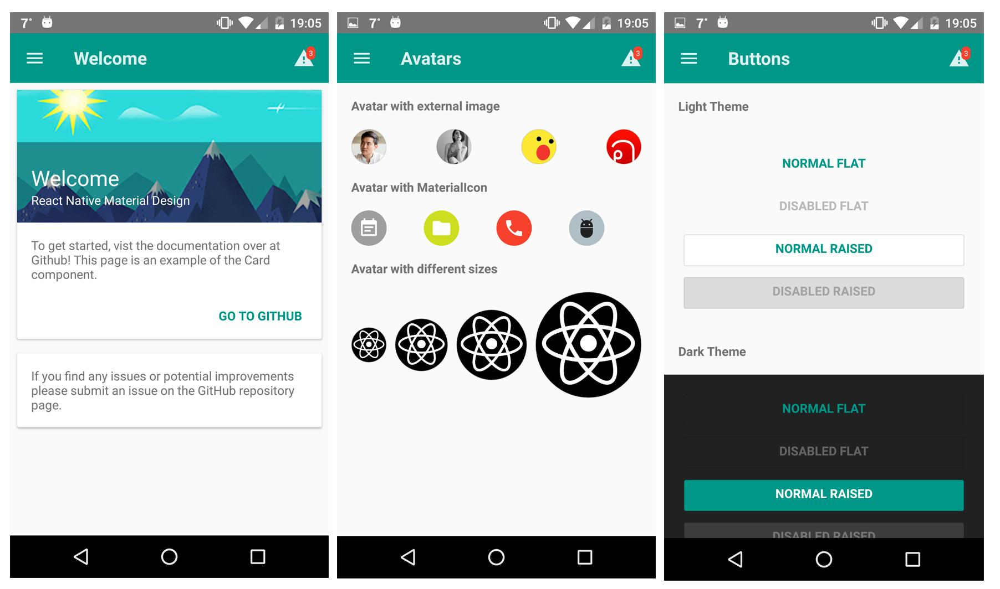 7° 19:05
Welcome 3
Welcome
React Native Material Design
To get started, vist the documentation over at
Github! This page is an example of the Card
component.
GO TO GITHUB
If you find any issues or potential improvements
please submit an issue on the GitHub repository
page.
7° 19:05
Avatars 3
Avatar with external image
Avatar with MaterialIcon
Avatar with different sizes
7° 19:05
Buttons 3
Light Theme
NORMAL FLAT
DISABLED FLAT
NORMAL RAISED
DISABLED RAISED
Dark Theme
NORMAL FLAT
DISABLED FLAT
NORMAL RAISED
DISABLED RAISED